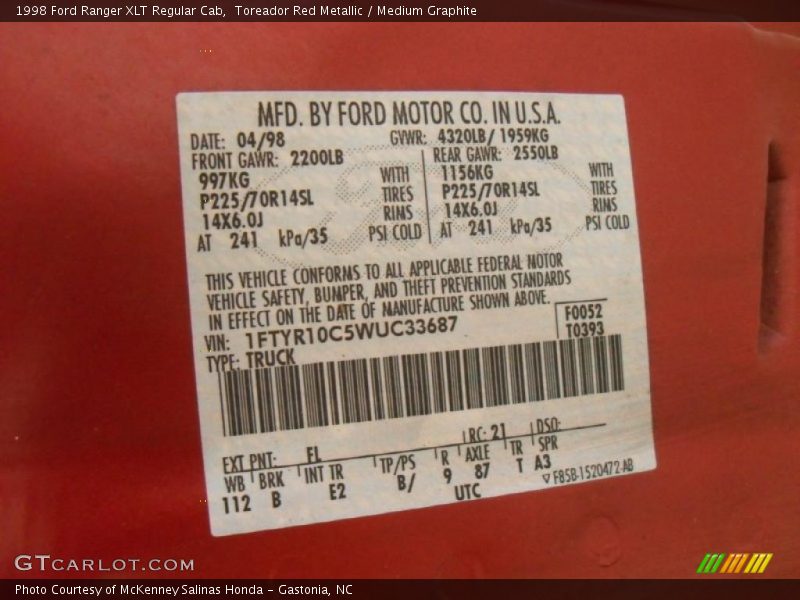 1998 Ford Ranger XLT Regular Cab,  Toreador Red Metallic / Medium Graphite
MFD. BY FORD MOTOR CO. IN U.S.A.
DATE: 04/98 GVWR: 4320LB/ 1959KG
FRONT GAWR: 2200LB REAR GAWR: 2550LB
997KG WITH 1156KG WITH
P225/70R14SL TIRES P225/70R14SL TIRES
14X6.0J RIMS 14X6.0J RIMS
AT 241 kPa/35 PSI COLD AT 241 kPa/35 PSI COLD
THIS VEHICLE CONFORMS TO ALL APPLICABLE FEDERAL MOTOR
VEHICLE SAFETY, BUMPER, AND THEFT PREVENTION STANDARDS
IN EFFECT ON THE DATE OF MANUFACTURE SHOWN ABOVE.
VIN: 1FTYR10C5WUC33687 F0052
TYPE: TRUCK T0393
EXT PNT: FL RC: 21 DSO:
WB BRK INT TR TP/PS R AXLE TR SPR
112 B E2 B/ 9 87 T A3
UTC ▽F85B-1520472-AB
GTCARLOT.COM
Photo Courtesy of McKenney Salinas Honda - Gastonia, NC